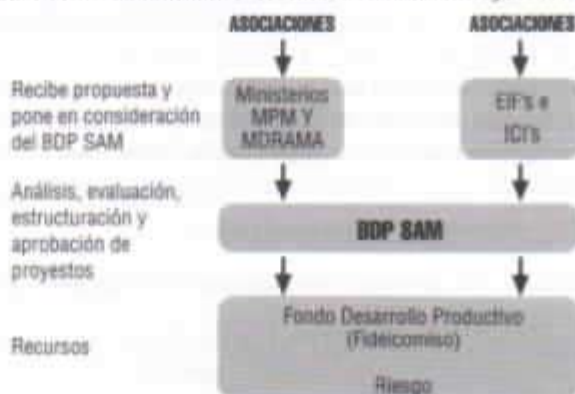 ASOCIACIONES
ASOCIACIONES
Recibe propuesta y
pone en consideración
del BDP SAM
Ministerios
MPM Y
MDRAMA
EIF's e
ICI's
Análisis, evaluación,
estructuración y
aprobación de
proyestos
BDP SAM
Recursos
Fondo Desarrollo Productivo
(Fideicomiso)
Riesgo